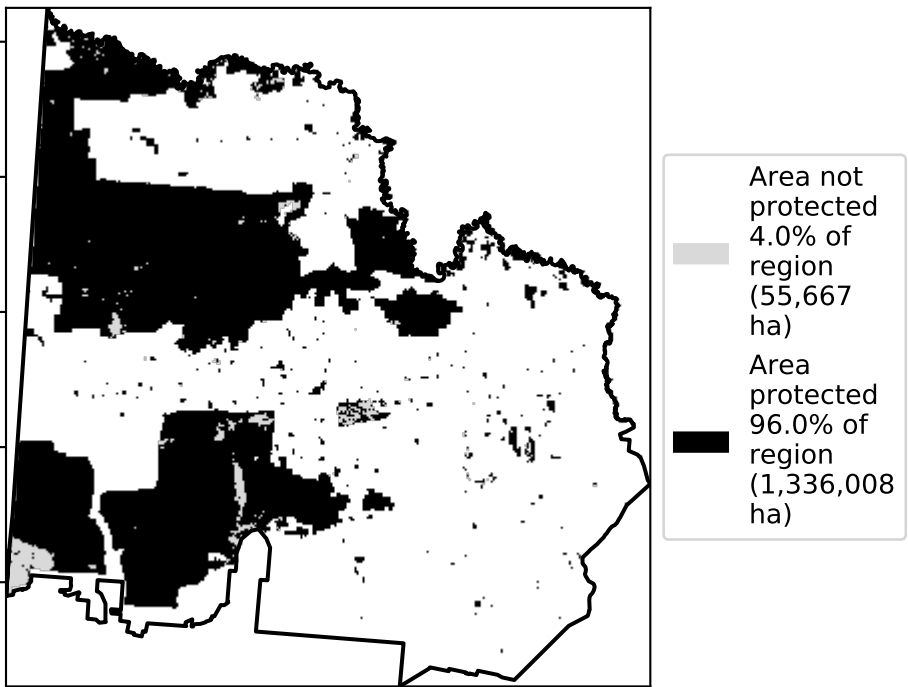 Area not
protected
4.0% of
region
(55,667
ha)
Area
protected
96.0% of
region
(1,336,008
ha)